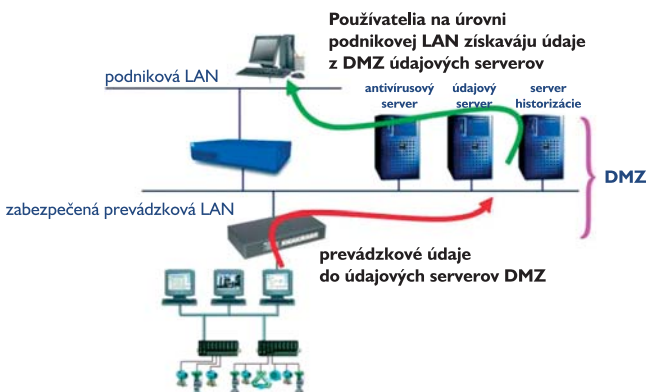 Používatelia na úrovni
podnikovej LAN získaváju údaje
z DMZ údajových serverov
podniková LAN
antivírusový
server
údajový
server
server
historizácie
DMZ
zabezpečená prevádzková LAN
prevádzkové údaje
do údajových serverov DMZ